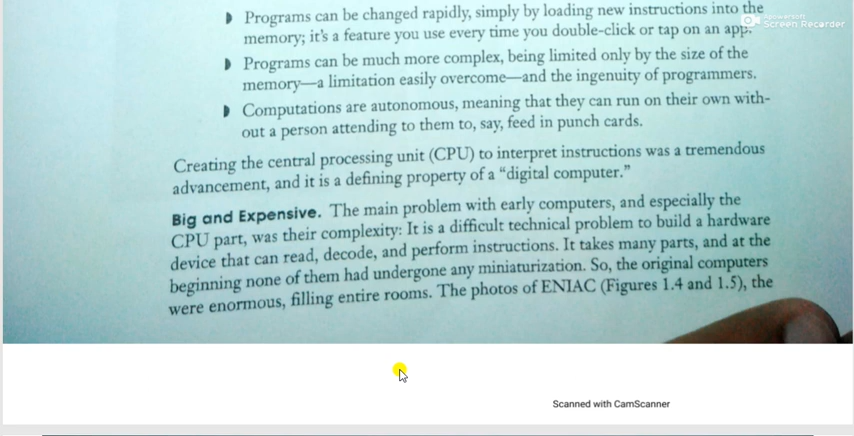 Programs can be changed rapidly, simply by loading new instructions into the
memory; it's a feature you use every time you double-click or tap on an app.
Apowersoft
Screen Recorder
Programs can be much more complex, being limited only by the size of the
memory—a limitation easily overcome—and the ingenuity of programmers.
Computations are autonomous, meaning that they can run on their own with-
out a person attending to them to, say, feed in punch cards.
Creating the central processing unit (CPU) to interpret instructions was a tremendous
advancement, and it is a defining property of a “digital computer.”
Big and Expensive. The main problem with early computers, and especially the
CPU part, was their complexity: It is a difficult technical problem to build a hardware
device that can read, decode, and perform instructions. It takes many parts, and at the
beginning none of them had undergone any miniaturization. So, the original computers
were enormous, filling entire rooms. The photos of ENIAC (Figures 1.4 and 1.5), the
Scanned with CamScanner